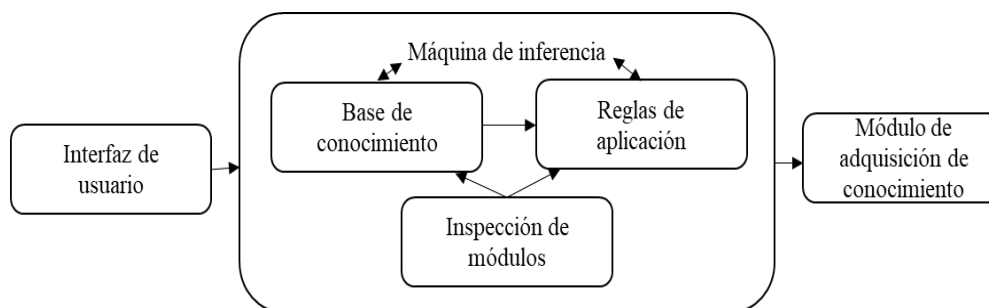 Máquina de inferencia
Interfaz de
usuario
Base de
conocimiento
Reglas de
aplicación
Inspección de
módulos
Módulo de
adquisición de
conocimiento